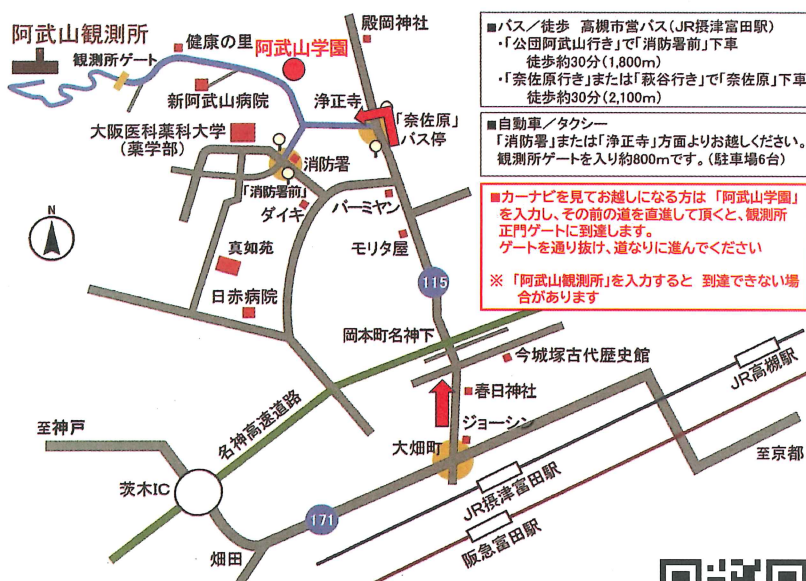 阿武山観測所
観測所ゲート
健康の里
阿武山学園
殿岡神社
新阿武山病院
浄正寺
「奈佐原」
バス停
大阪医科薬科大学
(薬学部)
消防署
「消防署前」
ダイキ
バーミヤン
モリタ屋
N
真如苑
日赤病院
115
岡本町名神下
今城塚古代歴史館
春日神社
ジョーシン
大畑町
JR高槻駅
至神戸
名神高速道路
至京都
茨木IC
JR摂津富田駅
171
阪急富田駅
畑田
■バス/徒歩 高槻市営バス(JR摂津富田駅)
・「公団阿武山行き」で「消防署前」下車
徒歩約30分(1,800m)
・「奈佐原行き」または「萩谷行き」で「奈佐原」下車
徒歩約30分(2,100m)
■自動車/タクシー
「消防署」または「浄正寺」方面よりお越しください。
観測所ゲートを入り約800mです。(駐車場6台)
■カーナビを見てお越しになる方は 「阿武山学園」
を入力し、その前の道を直進して頂くと、観測所
正門ゲートに到達します。
ゲートを通り抜け、道なりに進んでください
※ 「阿武山観測所」を入力すると 到達できない場
合があります